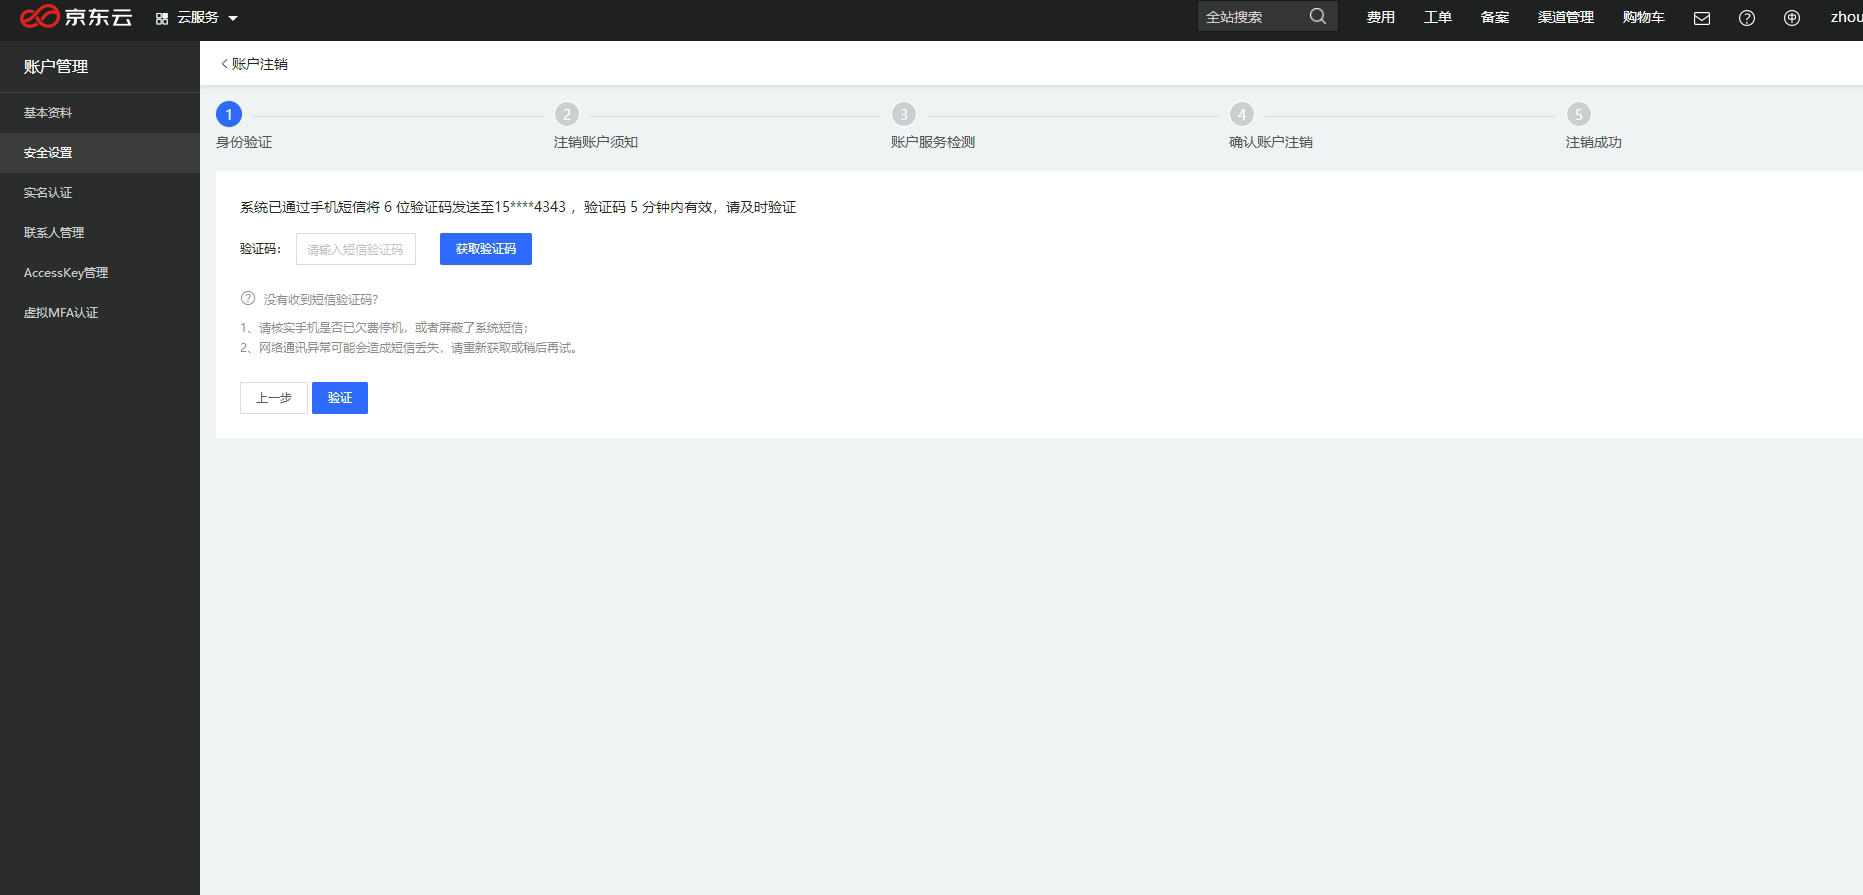 京东云
云服务
全站搜索
费用
工单
备案
渠道管理
购物车
zhou
账户管理
基本资料
安全设置
实名认证
联系人管理
AccessKey管理
虚拟MFA认证
账户注销
1
身份验证
2
注销账户须知
3
账户服务检测
4
确认账户注销
5
注销成功
系统已通过手机短信将 6 位验证码发送至15****4343 ，验证码 5 分钟内有效，请及时验证
验证码：
请输入短信验证码
获取验证码
没有收到短信验证码？
1、请核实手机是否已欠费停机，或者屏蔽了系统短信；
2、网络通讯异常可能会造成短信丢失，请重新获取或稍后再试。
上一步
验证